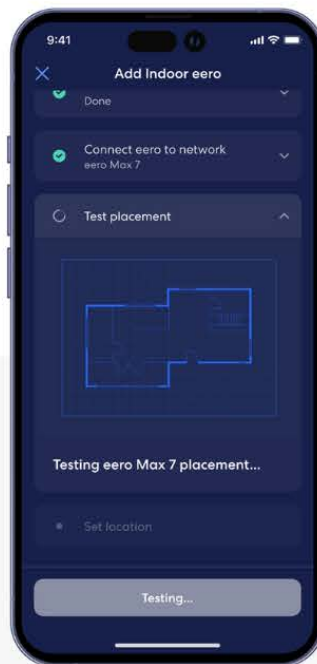 9:41
Add Indoor eero
Done
Connect eero to network
eero Max 7
Test placement
Testing eero Max 7 placement...
Set location
Testing...